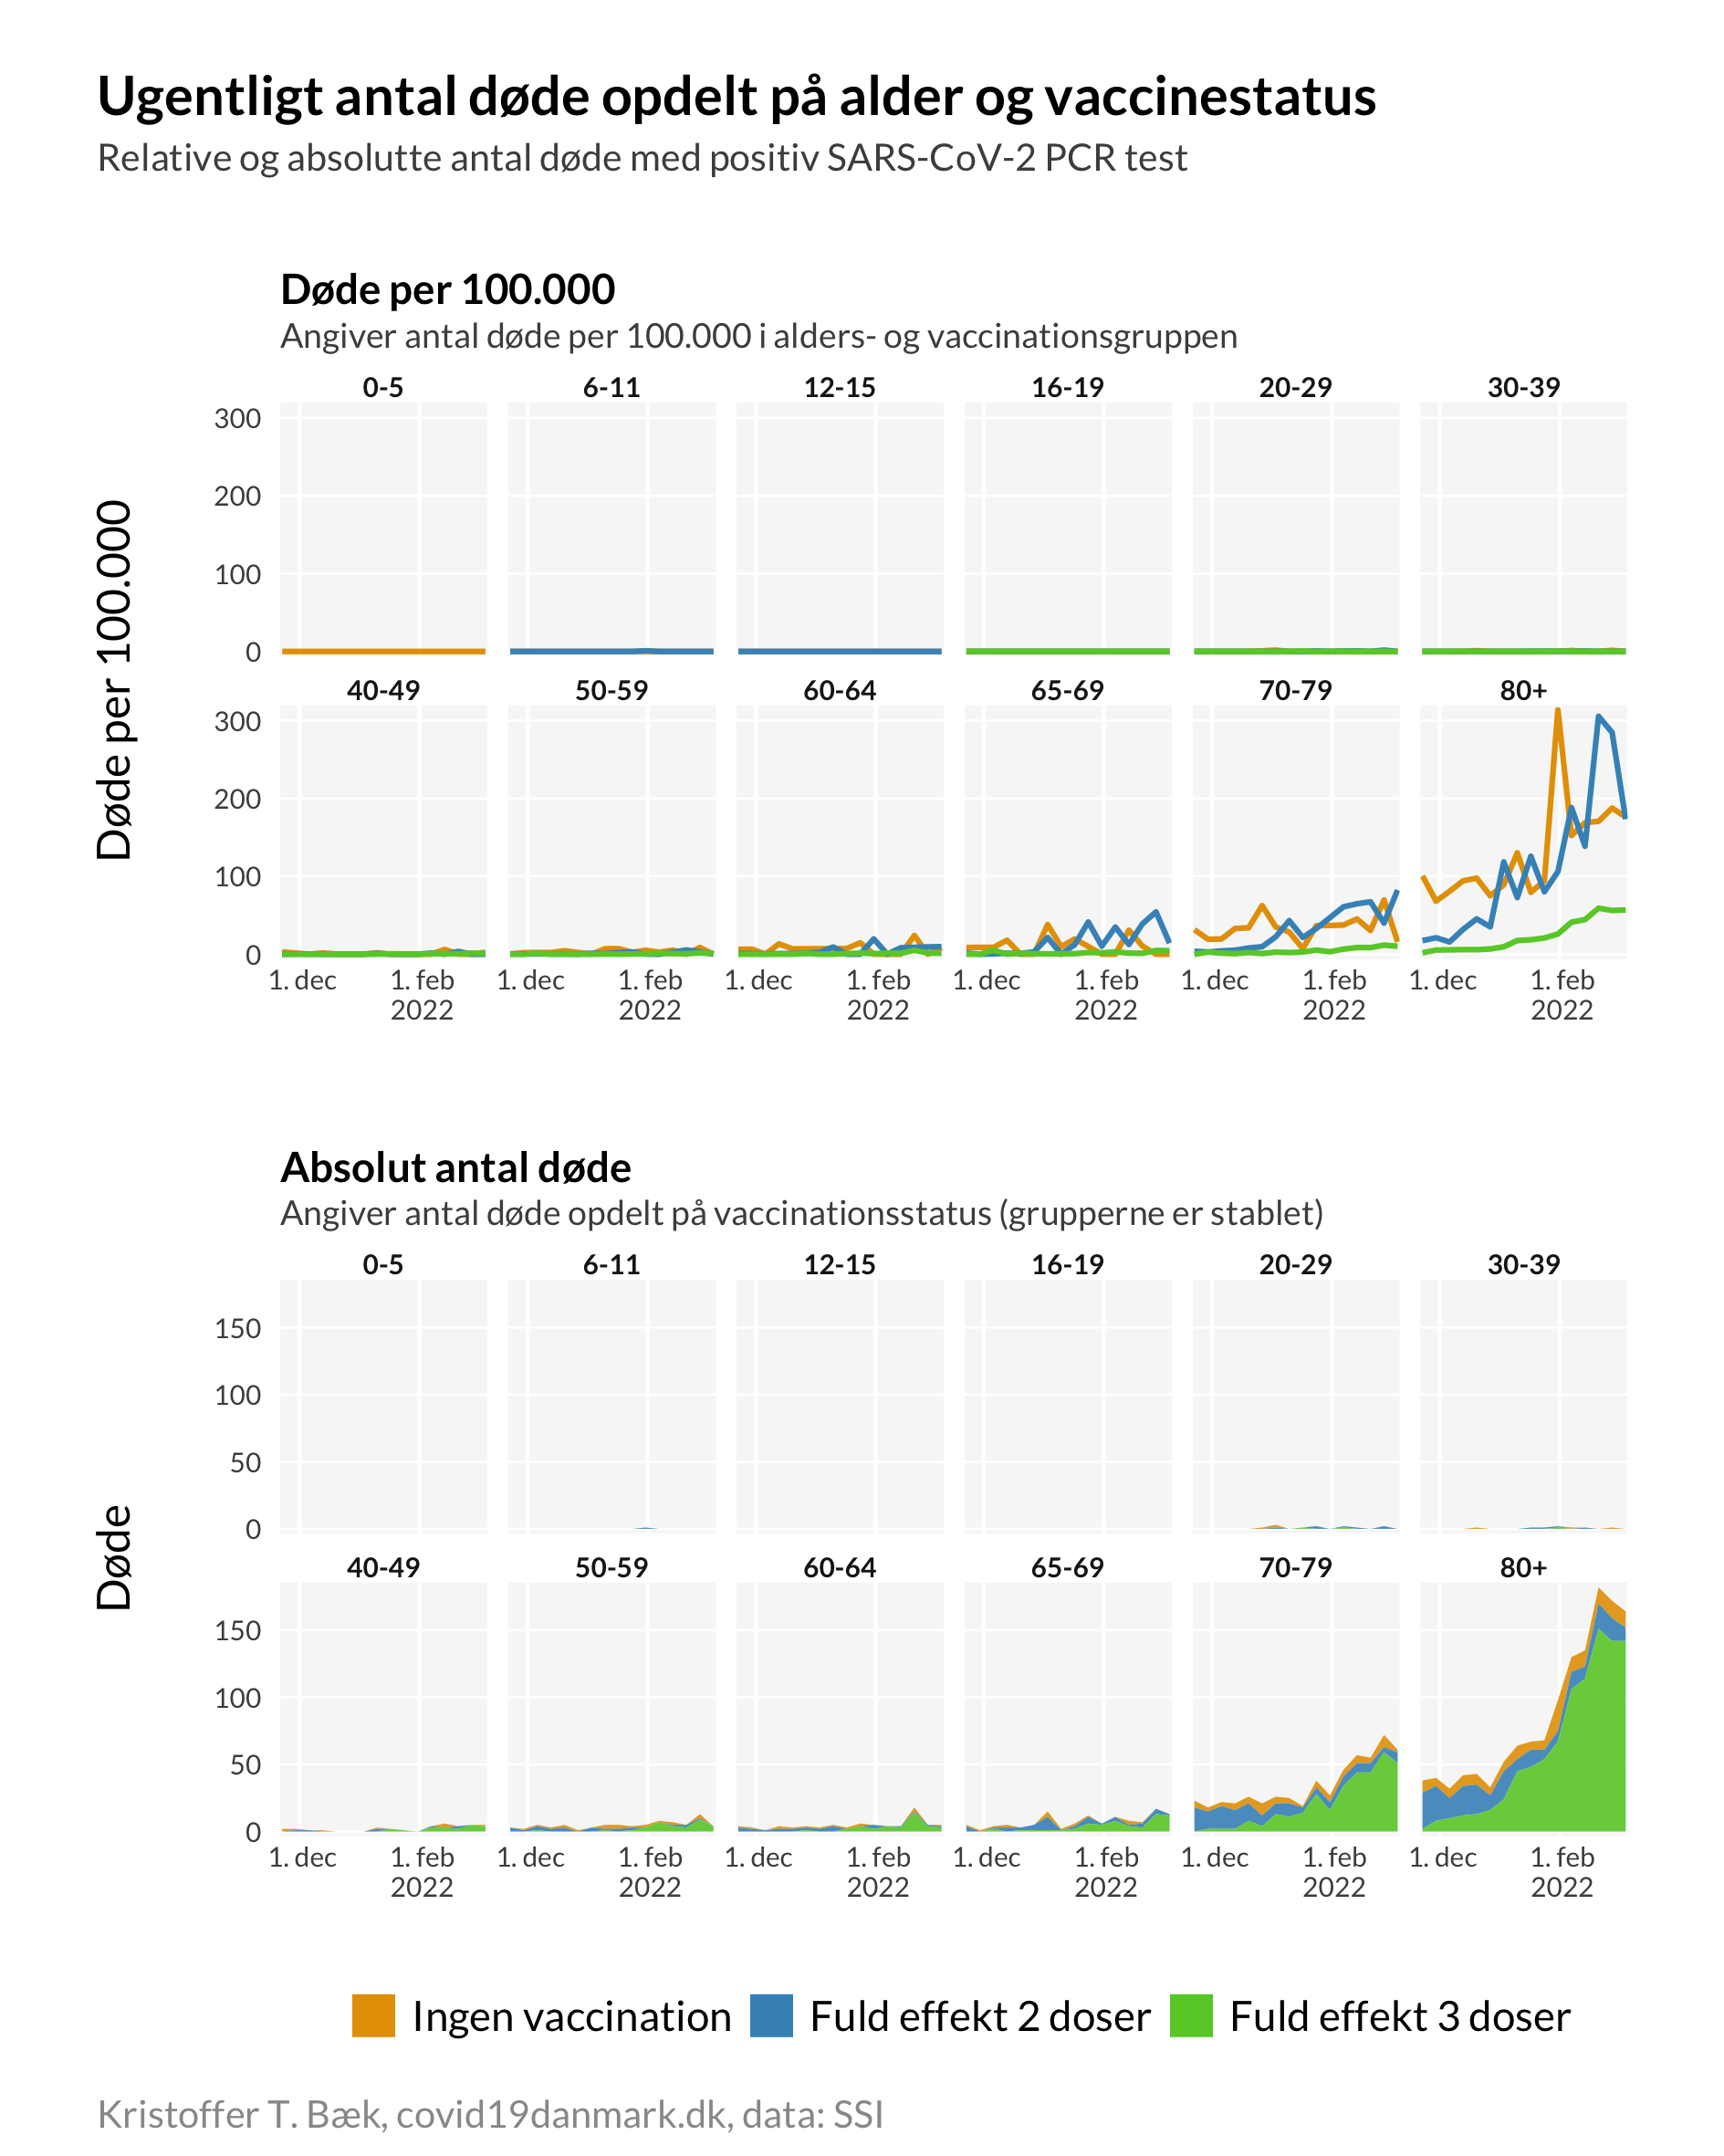 Ugentligt antal døde opdelt på alder og vaccinestatus
Relative og absolutte antal døde med positiv SARS-CoV-2 PCR test
Døde per 100.000
Angiver antal døde per 100.000 i alders- og vaccinationsgruppen
Døde per 100.000
0-5 6-11 12-15 16-19 20-29 30-39
300
200
100
0
40-49 50-59 60-64 65-69 70-79 80+
300
200
100
0
1. dec 1. feb 1. dec 1. feb 1. dec 1. feb 1. dec 1. feb 1. dec 1. feb 1. dec 1. feb
2022 2022 2022 2022 2022 2022
Absolut antal døde
Angiver antal døde opdelt på vaccinationsstatus (grupperne er stablet)
Døde
0-5 6-11 12-15 16-19 20-29 30-39
150
100
50
0
40-49 50-59 60-64 65-69 70-79 80+
150
100
50
0
1. dec 1. feb 1. dec 1. feb 1. dec 1. feb 1. dec 1. feb 1. dec 1. feb 1. dec 1. feb
2022 2022 2022 2022 2022 2022
Ingen vaccination Fuld effekt 2 doser Fuld effekt 3 doser
Kristoffer T. Bæk, covid19danmark.dk, data: SSI